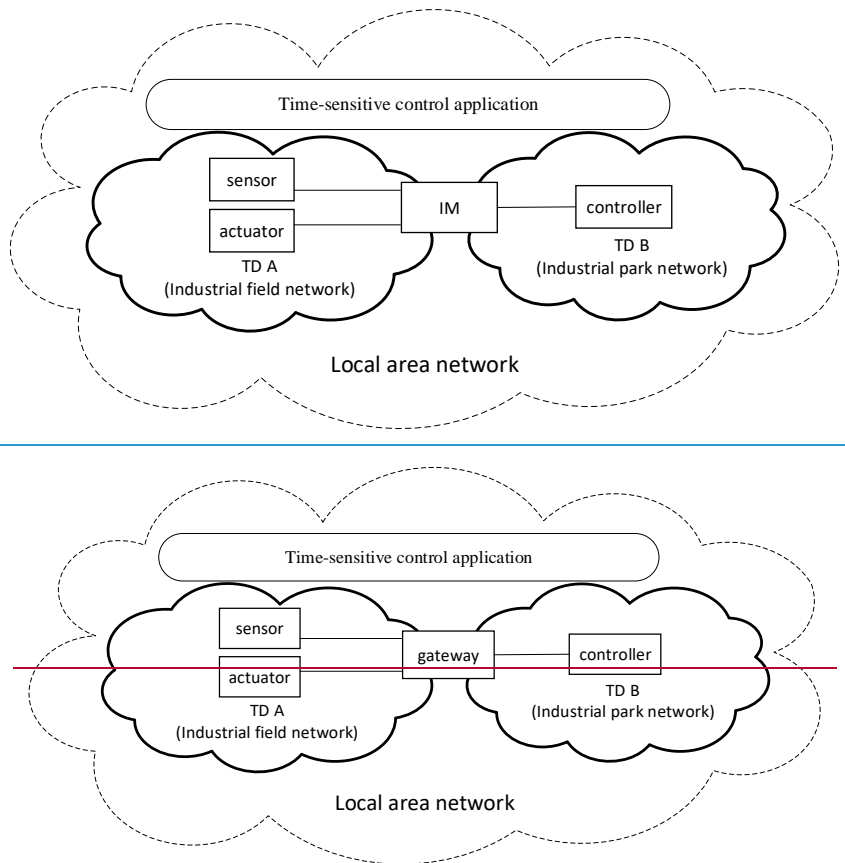 Time-sensitive control application
sensor
IM
controller
actuator
TD A
(Industrial field network)
TD B
(Industrial park network)
Local area network
Time-sensitive control application
sensor
gateway
controller
actuator
TD A
(Industrial field network)
TD B
(Industrial park network)
Local area network